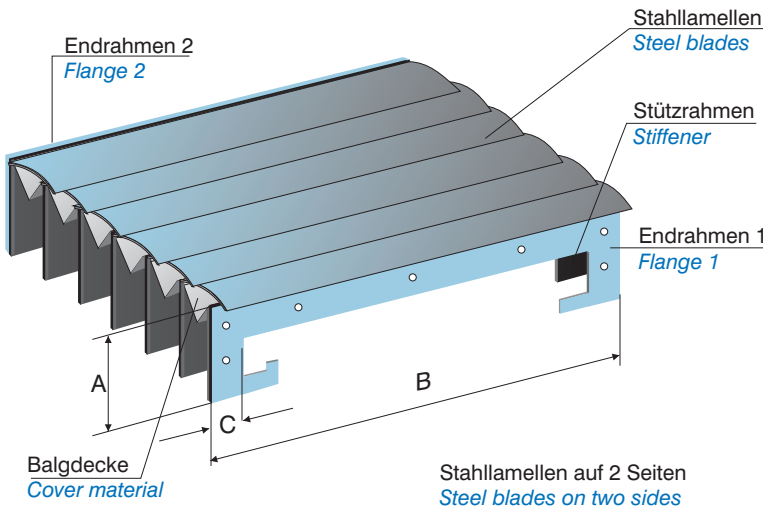 Stahllamellen
Steel blades
Endrahmen 2
Flange 2
Stützrahmen
Stiffener
Endrahmen 1
Flange 1
A
B
C
Balgdecke
Cover material
Stahllamellen auf 2 Seiten
Steel blades on two sides